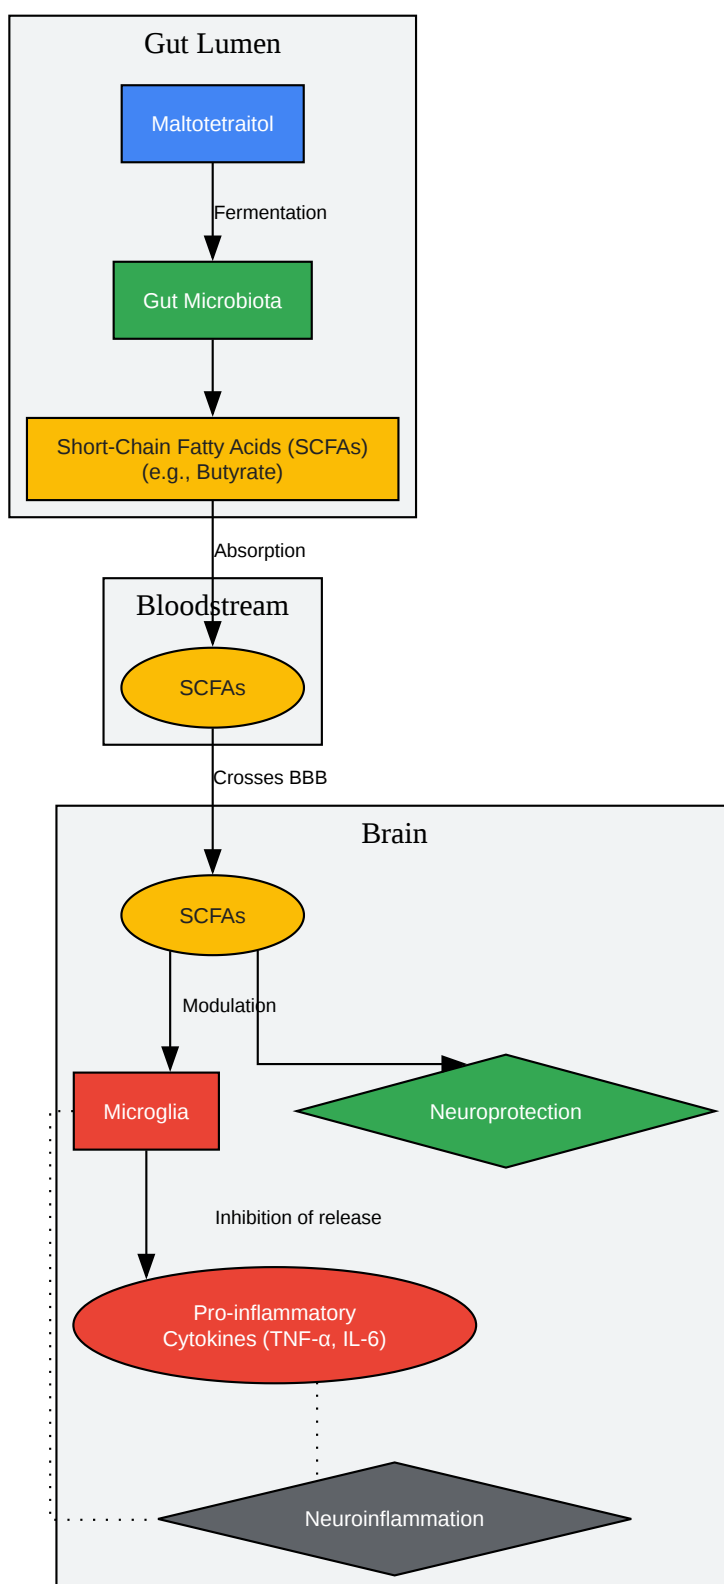 Gut Lumen
Maltotetraitol
Fermentation
Gut Microbiota
Short-Chain Fatty Acids (SCFAs)
(e.g., Butyrate)
Absorption
Bloodstream
SCFAs
Crosses BBB
Brain
SCFAs
Modulation
Microglia
Neuroprotection
Inhibition of release
Pro-inflammatory
Cytokines (TNF-α, IL-6)
Neuroinflammation